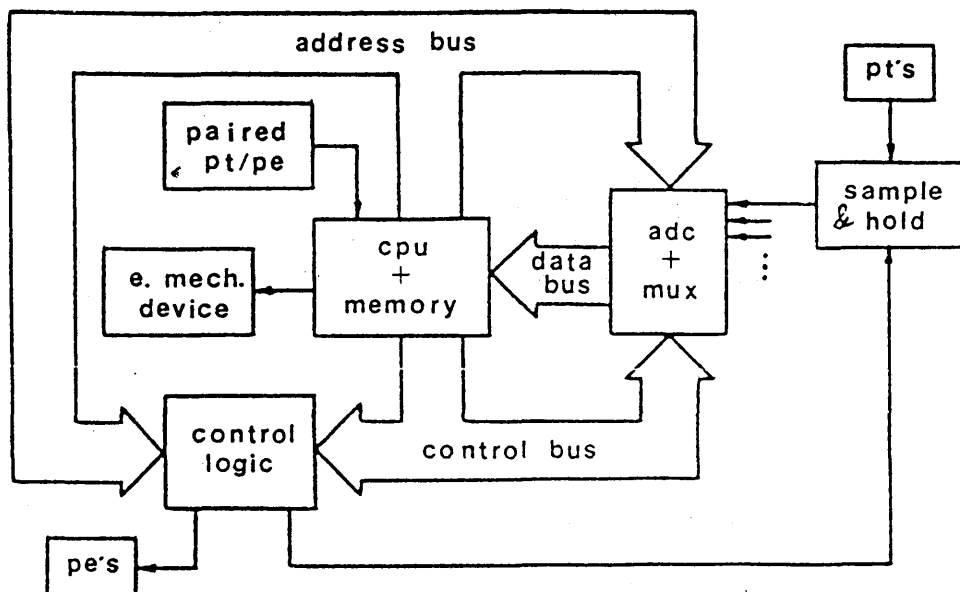 address bus
pt's
paired
pt/pe
sample
& hold
cpu
+
memory
data
bus
adc
+
mux
e. mech.
device
control
logic
control bus
pe's